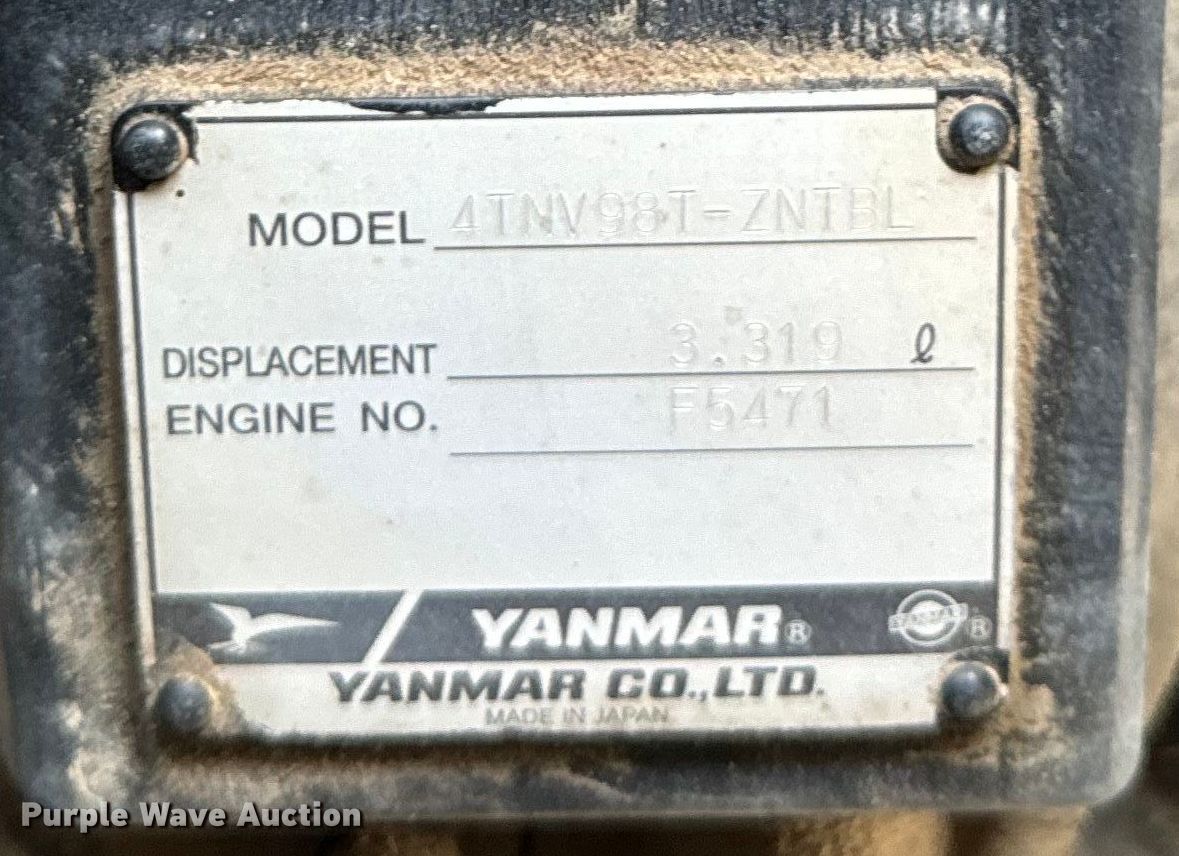 MODEL 4TNV98T-ZNTBL
DISPLACEMENT 3.319 ℓ
ENGINE NO. F5471
YANMAR®
YANMAR CO.,LTD.
MADE IN JAPAN
Purple Wave Auction